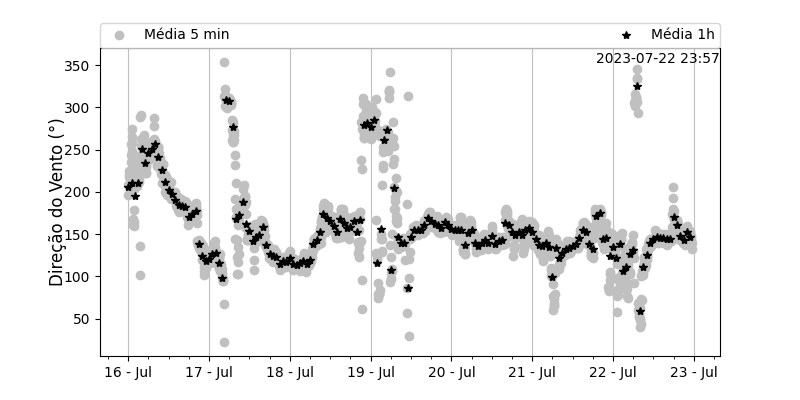 Média 5 min
Média 1h
2023-07-22 23:57
Direção do Vento (°)
350
300
250
200
150
100
50
16 - Jul
17 - Jul
18 - Jul
19 - Jul
20 - Jul
21 - Jul
22 - Jul
23 - Jul